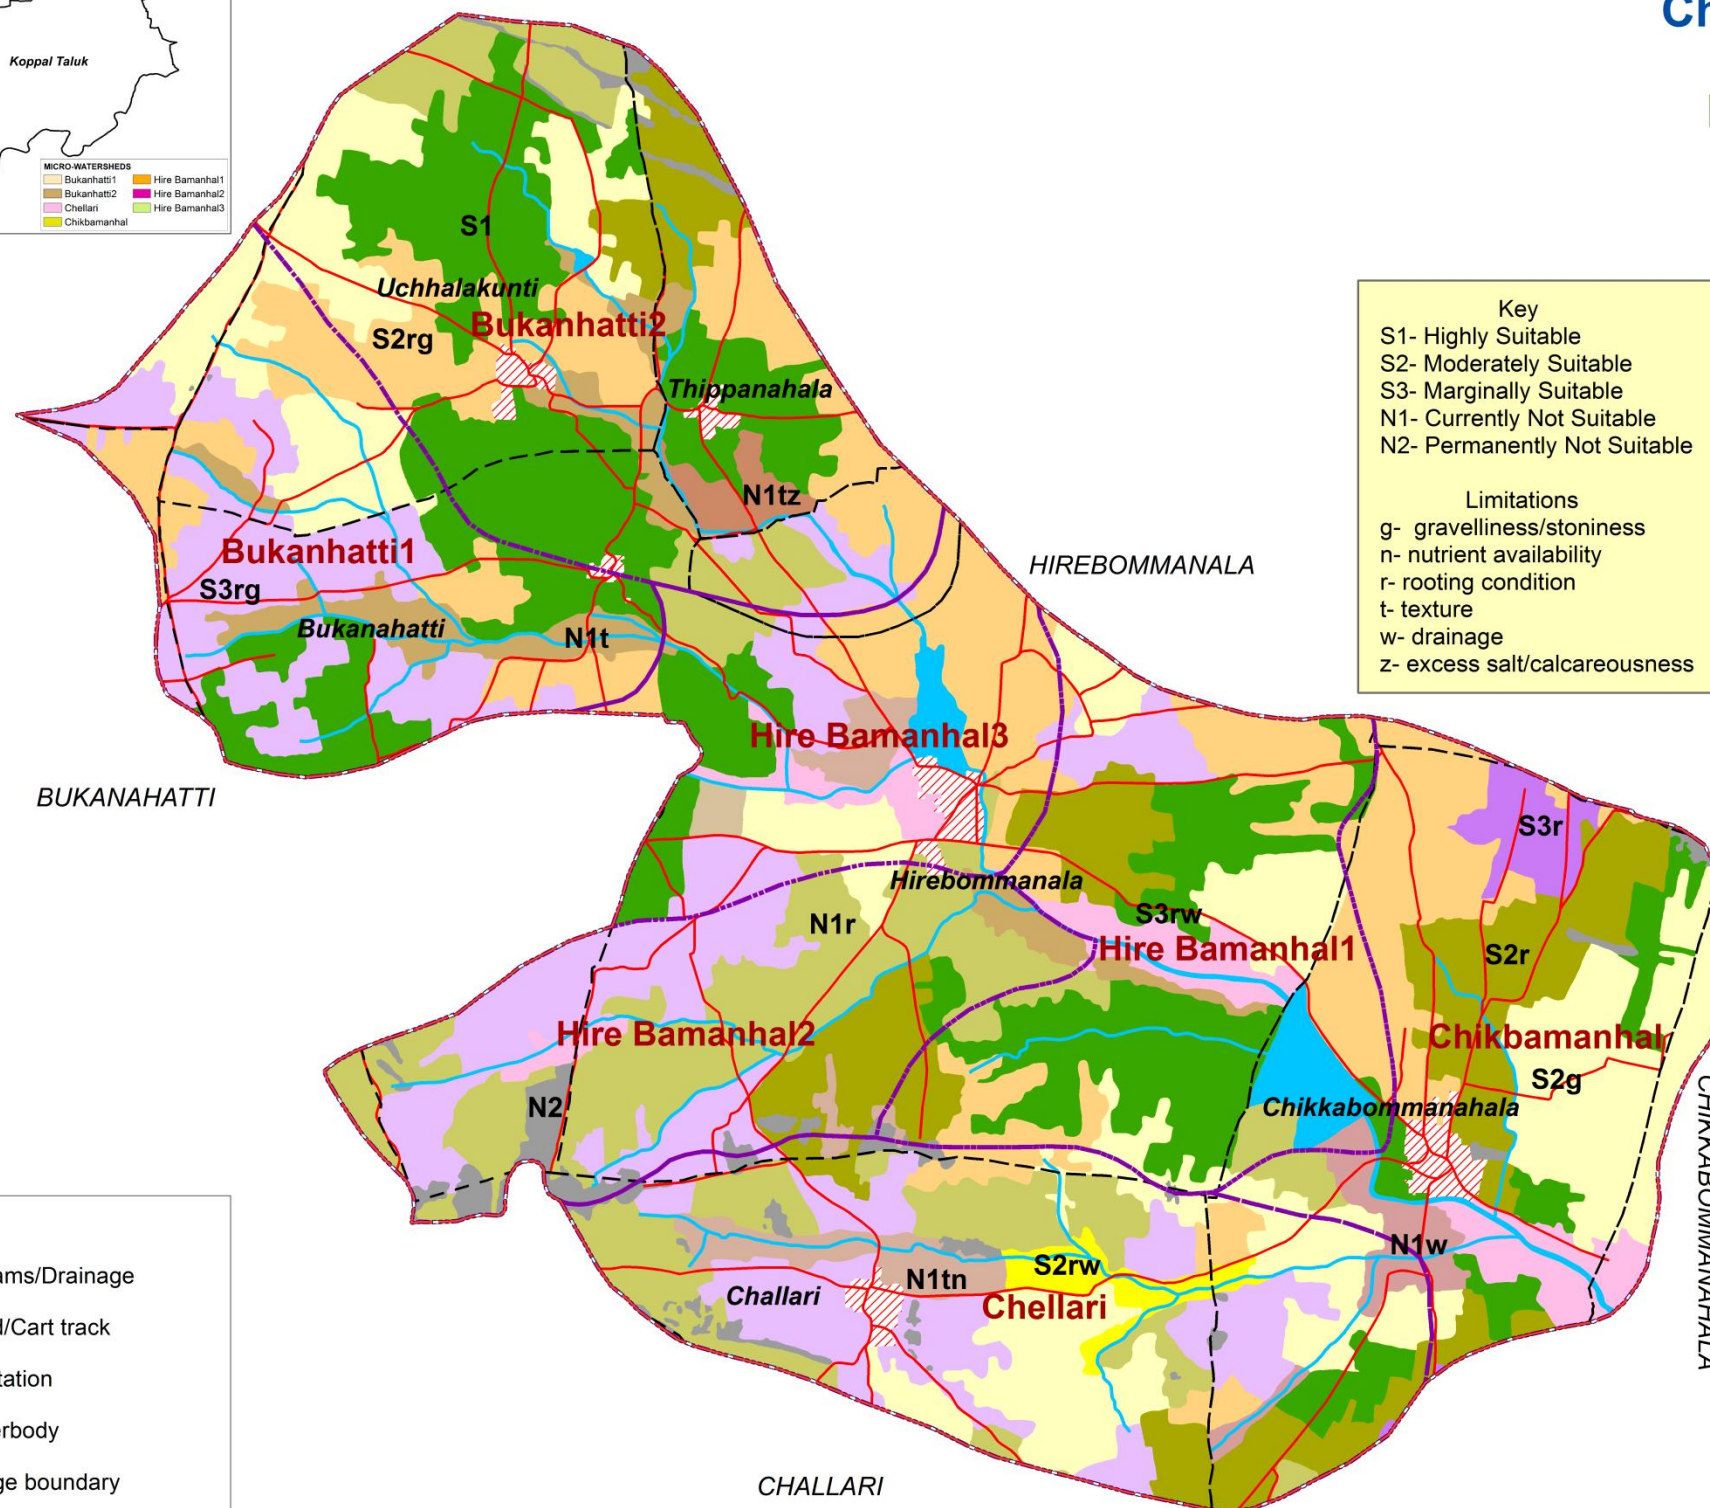 Ch
Koppal Taluk
MICRO-WATERSHEDS
Bukanhatti1
Hire Bamanhal1
Bukanhatti2
Hire Bamanhal2
Chellari
Hire Bamanhal3
Chikbamanhal
S1
Uchhalakunti
Bukanhatti2
S2rg
Thippanahala
N1tz
Bukanhatti1
S3rg
Bukanahatti
N1t
HIREBOMMANALA
Key
S1- Highly Suitable
S2- Moderately Suitable
S3- Marginally Suitable
N1- Currently Not Suitable
N2- Permanently Not Suitable
Limitations
g- gravelliness/stoniness
n- nutrient availability
r- rooting condition
t- texture
w- drainage
z- excess salt/calcareousness
Hire Bamanhal3
BUKANAHATTI
S3r
Hirebommanala
N1r
S3rw
Hire Bamanhal1
S2r
Hire Bamanhal2
Chikbamanhal
S2g
N2
Chikkabommanahala
CHIKKABOMMANAHALA
N1w
S2rw
N1tn
Challari
Chellari
CHALLARI
ams/Drainage
d/Cart track
tation
erbody
ge boundary